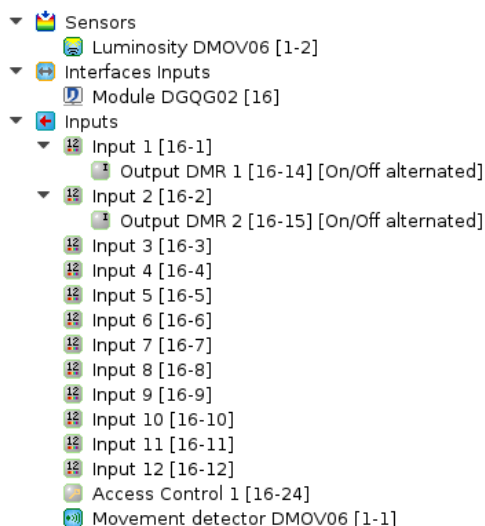 Sensors
Luminosity DMOV06 [1-2]
Interfaces Inputs
Module DGQG02 [16]
Inputs
Input 1 [16-1]
Output DMR 1 [16-14] [On/Off alternated]
Input 2 [16-2]
Output DMR 2 [16-15] [On/Off alternated]
Input 3 [16-3]
Input 4 [16-4]
Input 5 [16-5]
Input 6 [16-6]
Input 7 [16-7]
Input 8 [16-8]
Input 9 [16-9]
Input 10 [16-10]
Input 11 [16-11]
Input 12 [16-12]
Access Control 1 [16-24]
Movement detector DMOV06 [1-1]